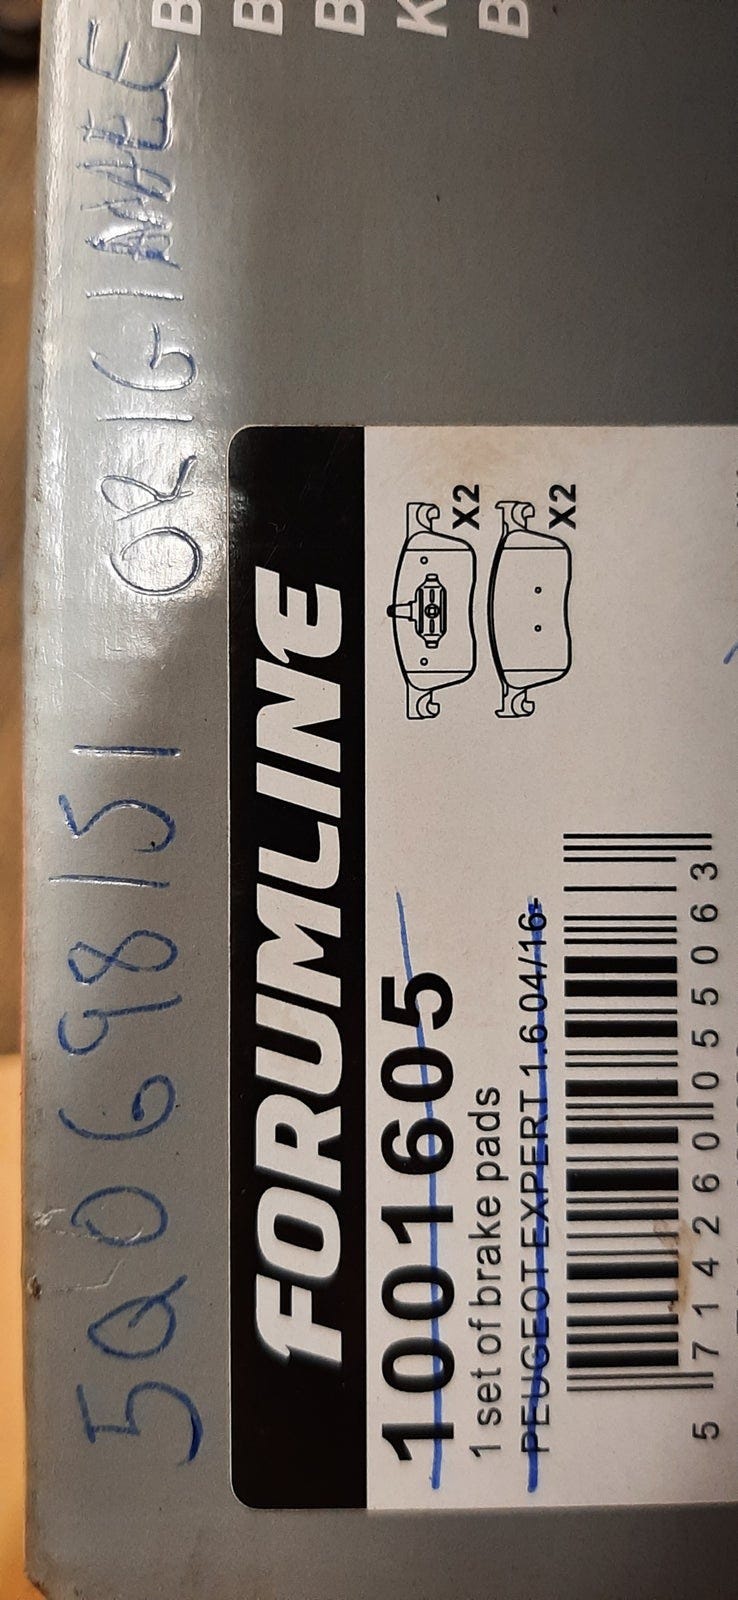 5Q0698151 ORIGINALE
FORUMLINE
1001605
1 set of brake pads
PEUGEOT EXPERT 1.6 04/16-
X2
X2
5 714260 055063
B
B
B
K
B